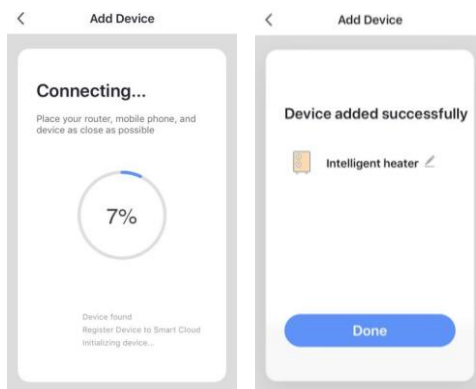 Add Device
Connecting...
Place your router, mobile phone, and
device as close as possible
7%
Device found
Register Device to Smart Cloud
Initializing device...
Add Device
Device added successfully
Intelligent heater
Done